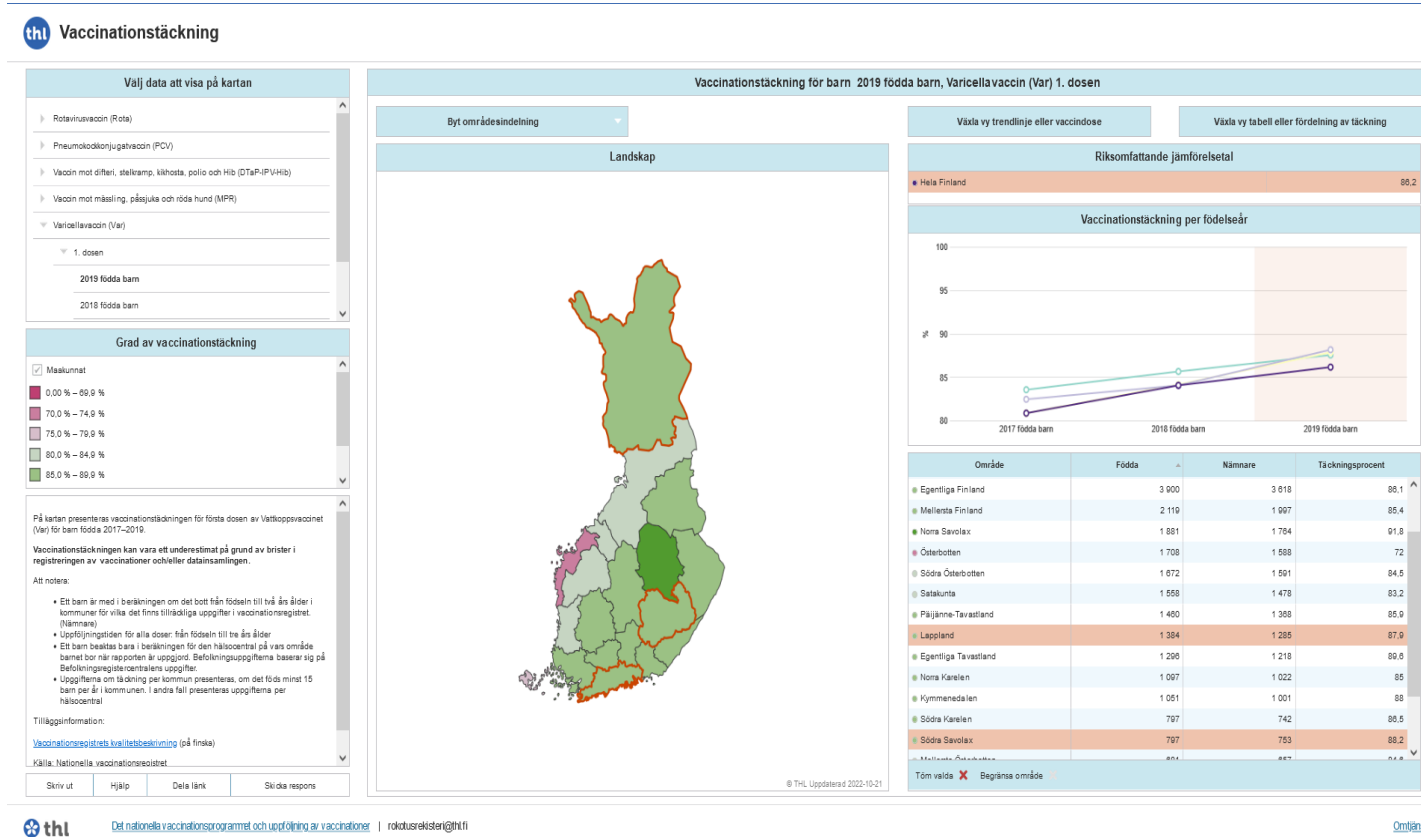 thl Vaccinationstäckning
Välj data att visa på kartan
Rotavirusvaccin (Rota)
Pneumokockkonjugatvaccin (PCV)
Vaccin mot difteri, stelkramp, kikhosta, polio och Hib (DTaP-IPV-Hib)
Vaccin mot mässling, påssjuka och röda hund (MPR)
Varicellavaccin (Var)
1. dosen
2019 födda barn
2018 födda barn
Grad av vaccinationstäckning
Maakunnat
0,00 % – 69,9 %
70,0 % – 74,9 %
75,0 % – 79,9 %
80,0 % – 84,9 %
85,0 % – 89,9 %
På kartan presenteras vaccinationstäckningen för första dosen av Vattkoppsvaccinet
(Var) för barn födda 2017–2019.
Vaccinationstäckningen kan vara ett underestimat på grund av brister i
registreringen av vaccinationer och/eller datainsamlingen.
Att notera:
• Ett barn är med i beräkningen om det bott från födseln till två års ålder i
kommuner för vilka det finns tillräckliga uppgifter i vaccinationsregistret.
(Nämnare)
• Uppföljningstiden för alla doser: från födseln till tre års ålder
• Ett barn beaktas bara i beräkningen för den hälsocentral på vars område
barnet bor när rapporten är uppgjord. Befolkningsuppgifterna baserar sig på
Befolkningsregistercentralens uppgifter.
• Uppgifterna om täckning per kommun presenteras, om det föds minst 15
barn per år i kommunen. I andra fall presenteras uppgifterna per
hälsocentral
Tilläggsinformation:
Vaccinationsregistrets kvalitetsbeskrivning (på finska)
Källa: Nationella vaccinationsregistret
Skriv ut Hjälp Dela länk Skicka respons
Vaccinationstäckning för barn 2019 födda barn, Varicellavaccin (Var) 1. dosen
Byt områdesindelning
Landskap
© THL Uppdaterad 2022-10-21
Växla vy trendlinje eller vaccindose
Växla vy tabell eller fördelning av täckning
Riksomfattande jämförelsetal
Hela Finland 86,2
Vaccinationstäckning per födelseår
100
95
90
85
80
%
2017 födda barn 2018 födda barn 2019 födda barn
Område Födda Nämnare Täckningsprocent
Egentliga Finland 3 900 3 618 86,1
Mellersta Finland 2 119 1 997 85,4
Norra Savolax 1 881 1 764 91,8
Österbotten 1 708 1 588 72
Södra Österbotten 1 672 1 591 84,5
Satakunta 1 558 1 478 83,2
Päijänne-Tavastland 1 460 1 368 85,9
Lappland 1 384 1 285 87,9
Egentliga Tavastland 1 296 1 218 89,6
Norra Karelen 1 097 1 022 85
Kymmenedalen 1 051 1 001 88
Södra Karelen 797 742 86,5
Södra Savolax 797 753 88,2
Töm valda Begränsa område
thl Det nationella vaccinationsprogrammet och uppföljning av vaccinationer | rokotusrekisteri@thl.fi
Omtjän